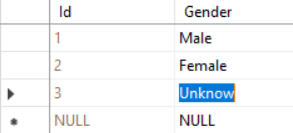 Id Gender
1 Male
2 Female
3 Unknow
NULL NULL